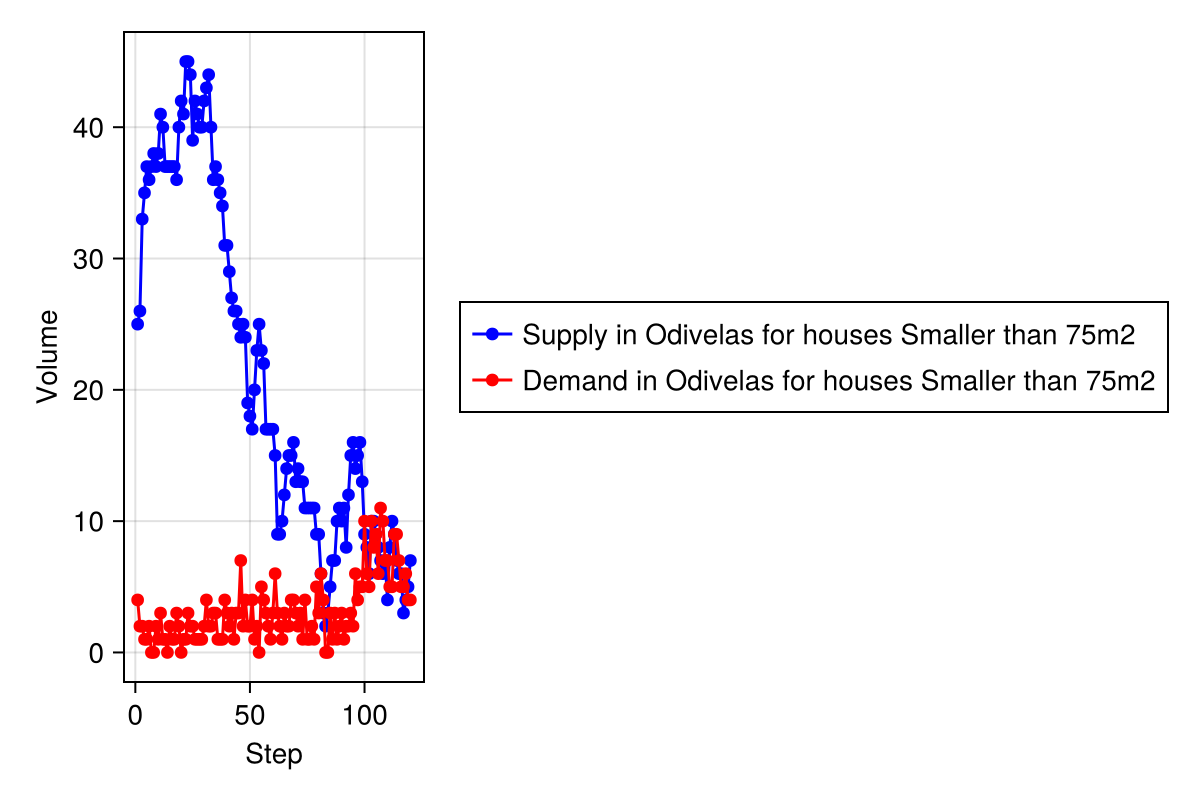 Volume
40
30
20
10
0
0 50 100
Step
Supply in Odivelas for houses Smaller than 75m2
Demand in Odivelas for houses Smaller than 75m2